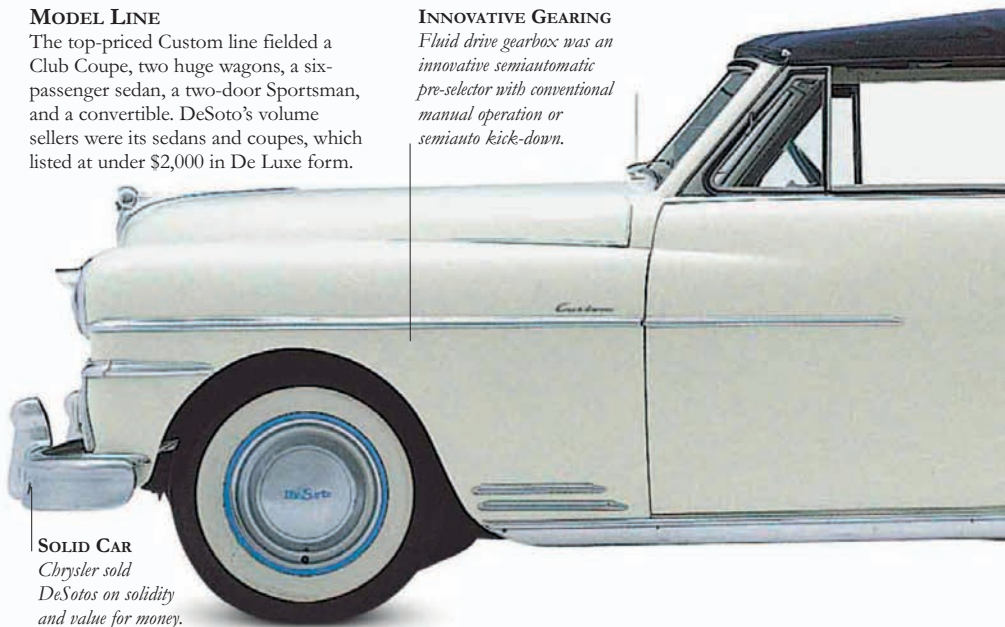 MODEL LINE
The top-priced Custom line fielded a
Club Coupe, two huge wagons, a six-
passenger sedan, a two-door Sportsman,
and a convertible. DeSoto's volume
sellers were its sedans and coupes, which
listed at under $2,000 in De Luxe form.
INNOVATIVE GEARING
Fluid drive gearbox was an
innovative semiautomatic
pre-selector with conventional
manual operation or
semiauto kick-down.
Custom
DeSoto
SOLID CAR
Chrysler sold
DeSotos on solidity
and value for money.